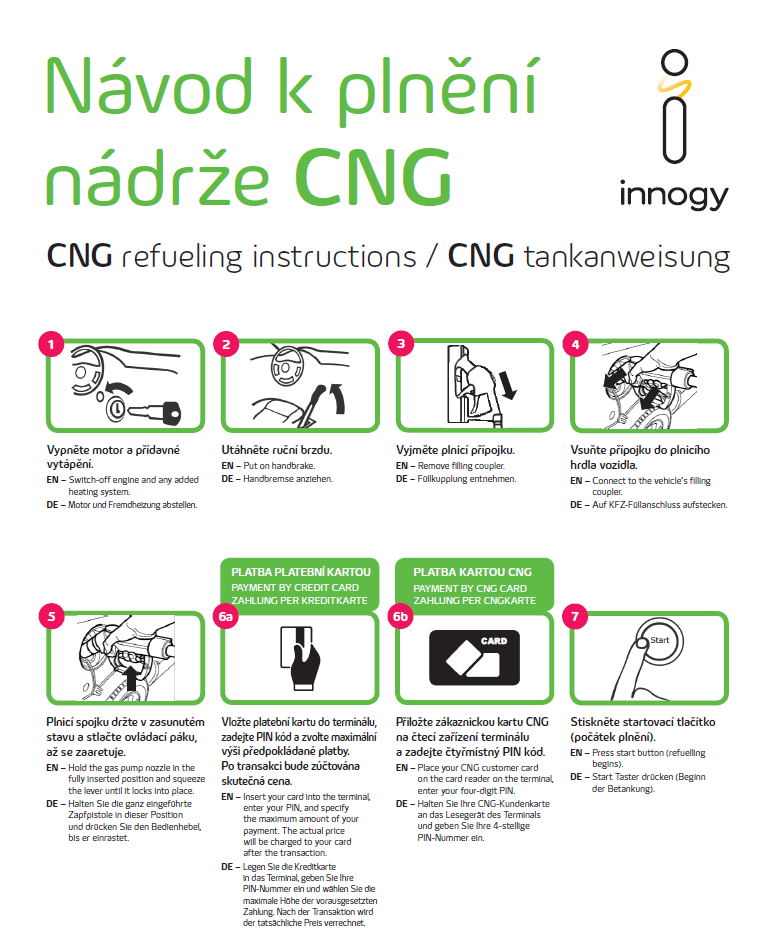 Návod k plnění
nádrže CNG
innogy
CNG refueling instructions / CNG tankanweisung
1
Vypněte motor a přídavné
vytápění.
EN – Switch-off engine and any added
heating system.
DE – Motor und Fremdheizung abstellen.
2
Utáhněte ruční brzdu.
EN – Put on handbrake.
DE – Handbremse anziehen.
3
Vyjměte plnicí přípojku.
EN – Remove filling coupler.
DE – Füllkupplung entnehmen.
4
Vsuňte přípojku do plnicího
hrdla vozidla.
EN – Connect to the vehicle's filling
coupler.
DE – Auf KFZ-Füllanschluss aufstecken.
5
Plnicí spojku držte v zasunutém
stavu a stlačte ovládací páku,
až se zaaretuje.
EN – Hold the gas pump nozzle in the
fully inserted position and squeeze
the lever until it locks into place.
DE – Halten Sie die ganz eingeführte
Zapfpistole in dieser Position
und drücken Sie den Bedienhebel,
bis er einrastet.
PLATBA PLATEBNÍ KARTOU
PAYMENT BY CREDIT CARD
ZAHLUNG PER KREDITKARTE
6a
Vložte platební kartu do terminálu,
zadejte PIN kód a zvolte maximální
výši předpokládané platby.
Po transakci bude zúčtována
skutečná cena.
EN – Insert your card into the terminal,
enter your PIN, and specify
the maximum amount of your
payment. The actual price
will be charged to your card
after the transaction.
DE – Legen Sie die Kreditkarte
in das Terminal, geben Sie Ihre
PIN-Nummer ein und wählen Sie die
maximale Höhe der vorausgesetzten
Zahlung. Nach der Transaktion wird
der tatsächliche Preis verrechnet.
PLATBA KARTOU CNG
PAYMENT BY CNG CARD
ZAHLUNG PER CNGKARTE
6b
CARD
Přiložte zákaznickou kartu CNG
na čtecí zařízení terminálu
a zadejte čtyřmístný PIN kód.
EN – Place your CNG customer card
on the card reader on the terminal,
enter your four-digit PIN.
DE – Halten Sie Ihre CNG-Kundenkarte
an das Lesegerät des Terminals
und geben Sie Ihre 4-stellige
PIN-Nummer ein.
7
Start
Stiskněte startovací tlačítko
(počátek plnění).
EN – Press start button (refuelling
begins).
DE – Start Taster drücken (Beginn
der Betankung).